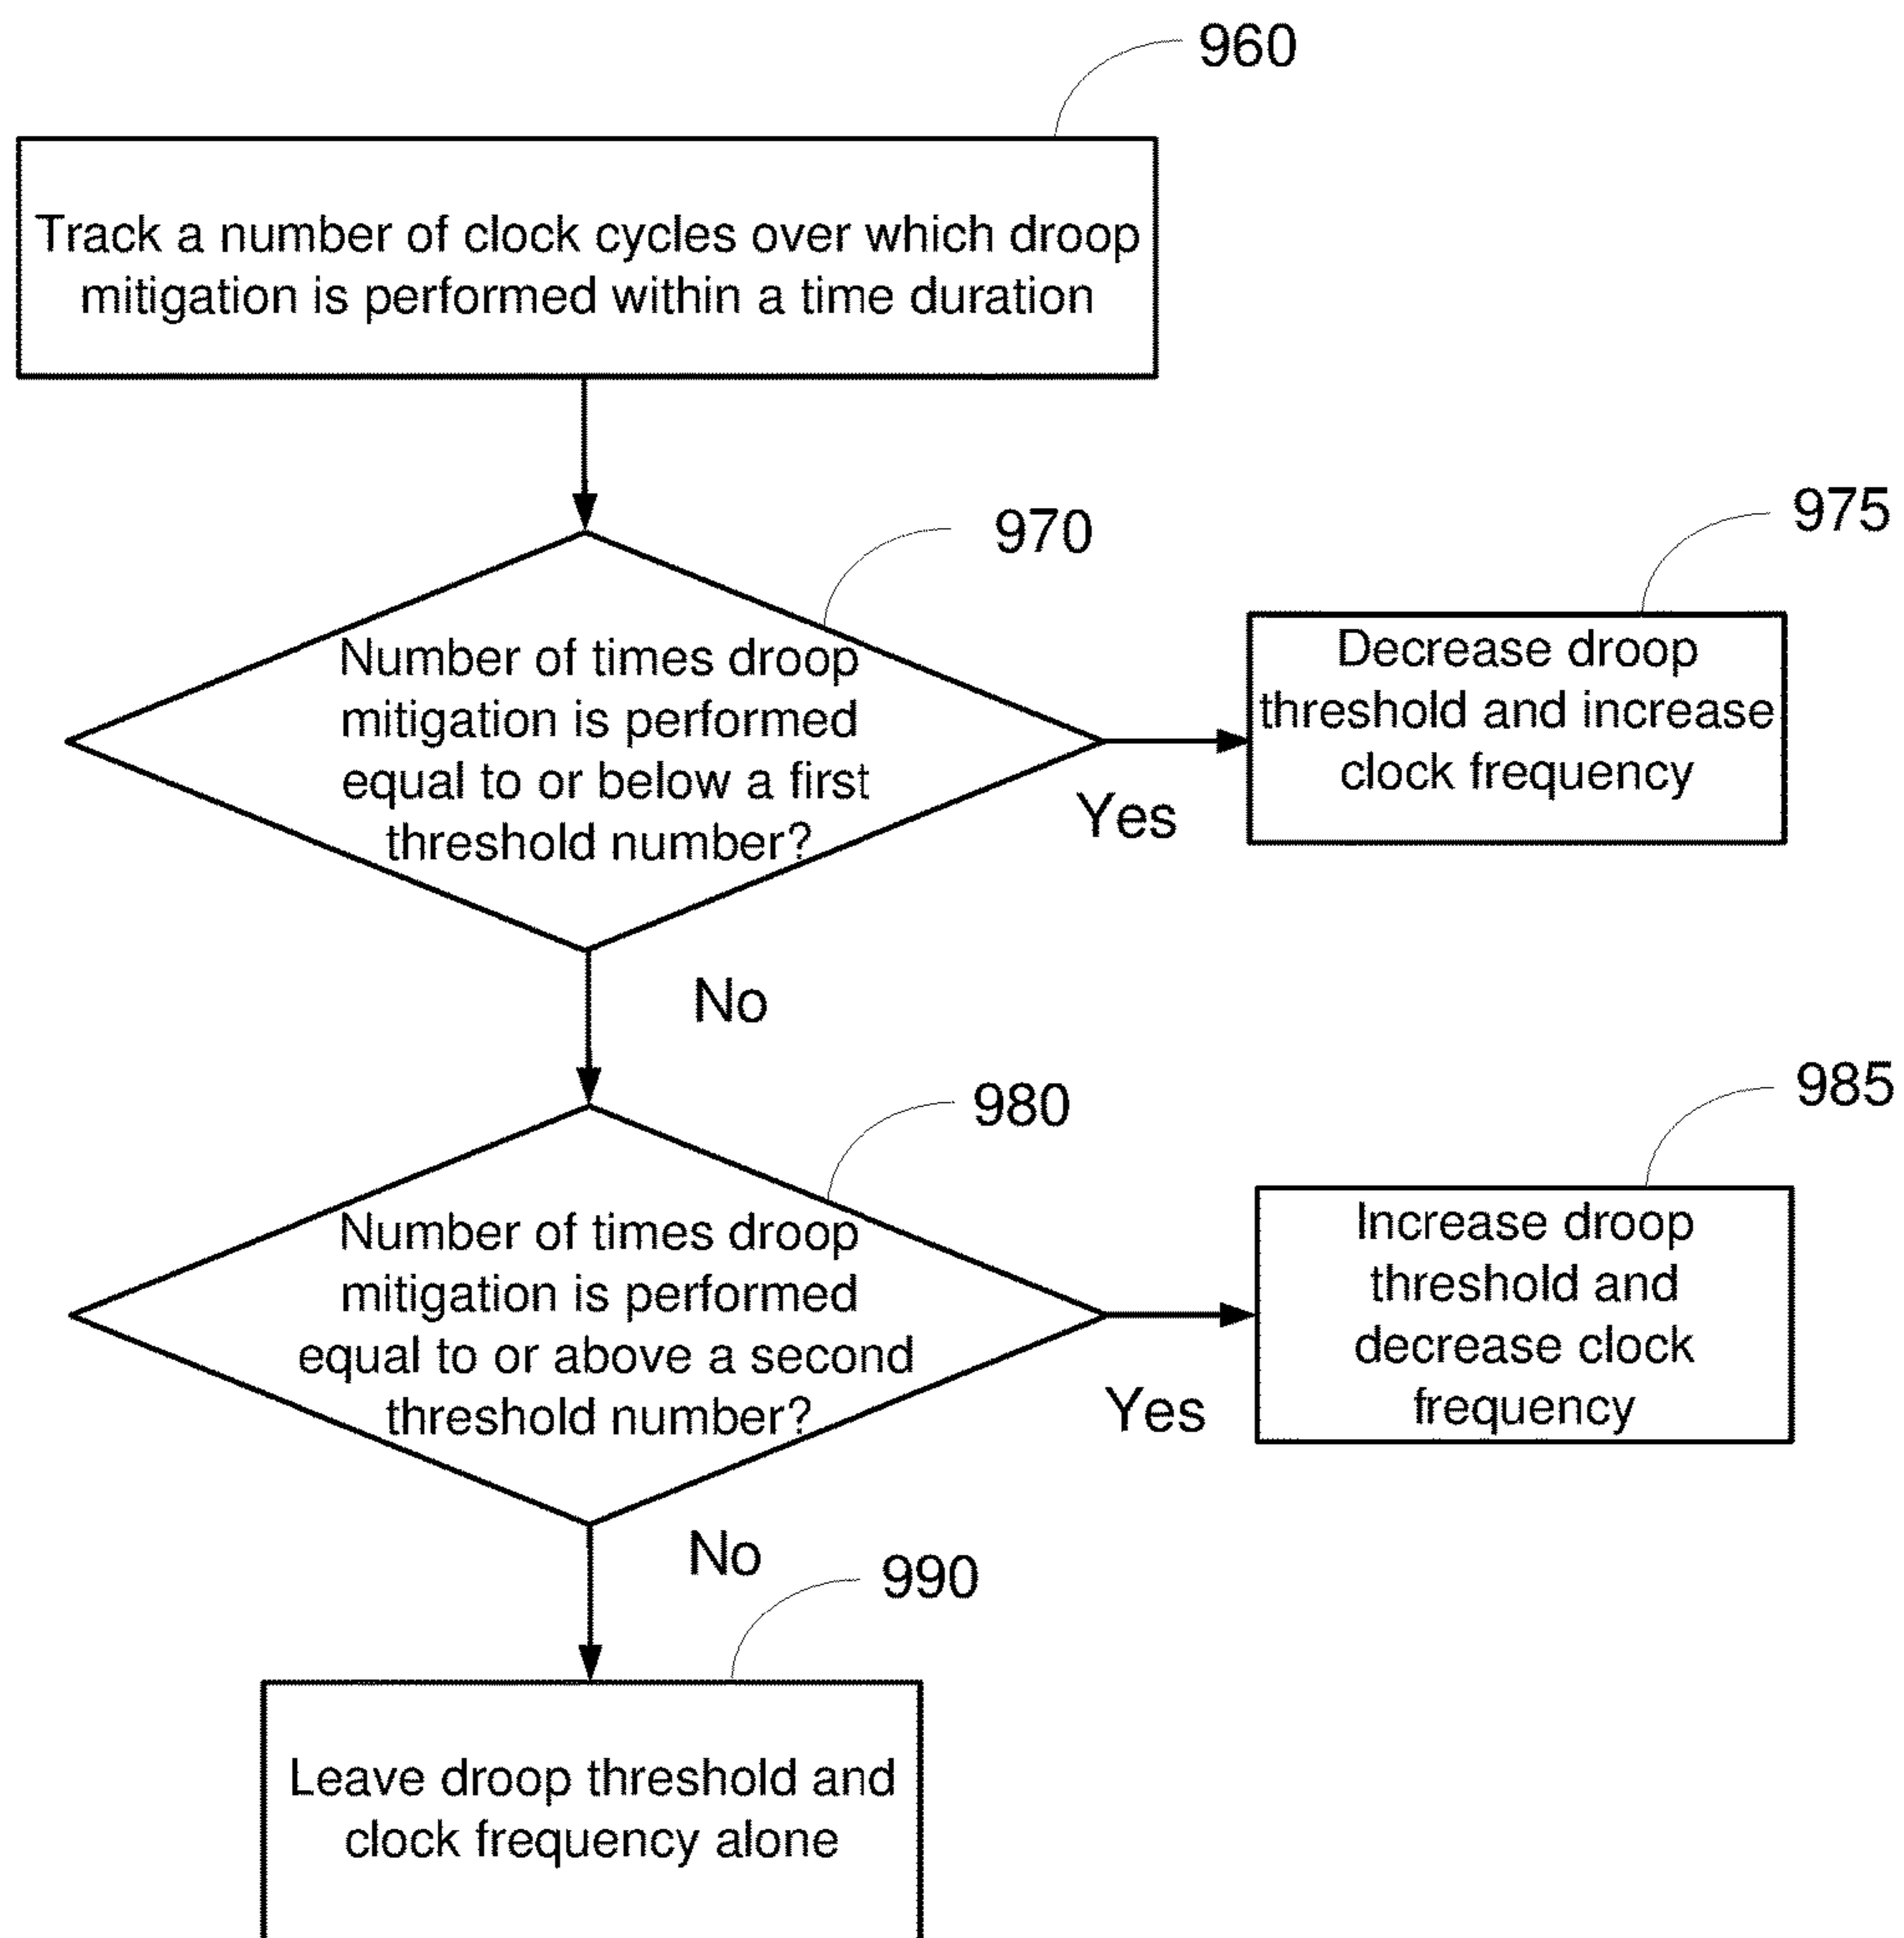 960
Track a number of clock cycles over which droop
mitigation is performed within a time duration
970
Number of times droop
mitigation is performed
equal to or below a first
threshold number?
Yes
975
Decrease droop
threshold and increase
clock frequency
No
980
Number of times droop
mitigation is performed
equal to or above a second
threshold number?
Yes
985
Increase droop
threshold and
decrease clock
frequency
No
990
Leave droop threshold and
clock frequency alone